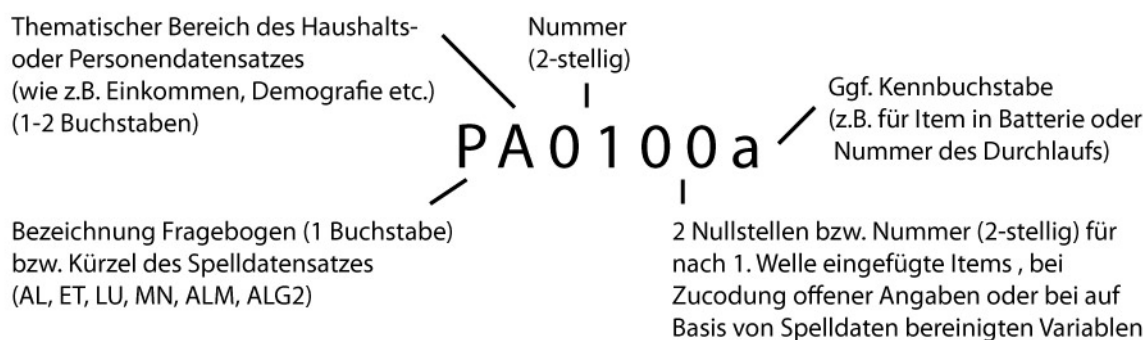 Thematischer Bereich des Haushalts-
oder Personendatensatzes
(wie z.B. Einkommen, Demografie etc.)
(1-2 Buchstaben)
Nummer
(2-stellig)
Ggf. Kennbuchstabe
(z.B. für Item in Batterie oder
Nummer des Durchlaufs)
PA0100a
Bezeichnung Fragebogen (1 Buchstabe)
bzw. Kürzel des Spelldatensatzes
(AL, ET, LU, MN, ALM, ALG2)
2 Nullstellen bzw. Nummer (2-stellig) für
nach 1. Welle eingefügte Items , bei
Zucodung offener Angaben oder bei auf
Basis von Spelldaten bereinigten Variablen